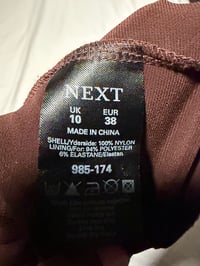 NEXT
UK EUR
10 38
MADE IN CHINA
SHELL/Yderside: 100% NYLON
LINING/For: 94% POLYESTER
6% ELASTANE/Elastan.
985-174